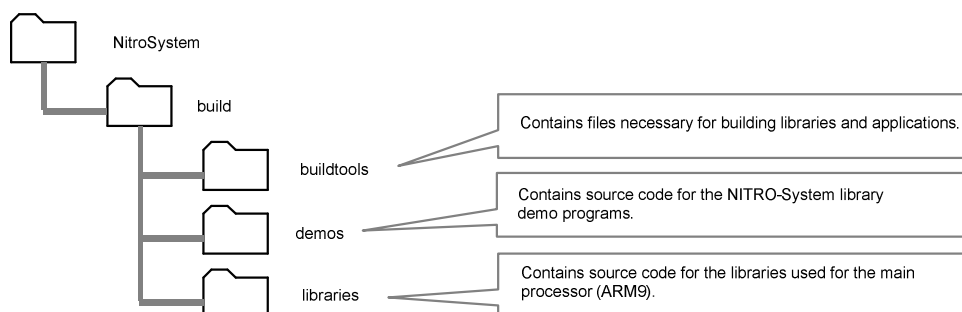 NitroSystem
build
buildtools
Contains files necessary for building libraries and applications.
demos
Contains source code for the NITRO-System library
demo programs.
libraries
Contains source code for the libraries used for the main
processor (ARM9).